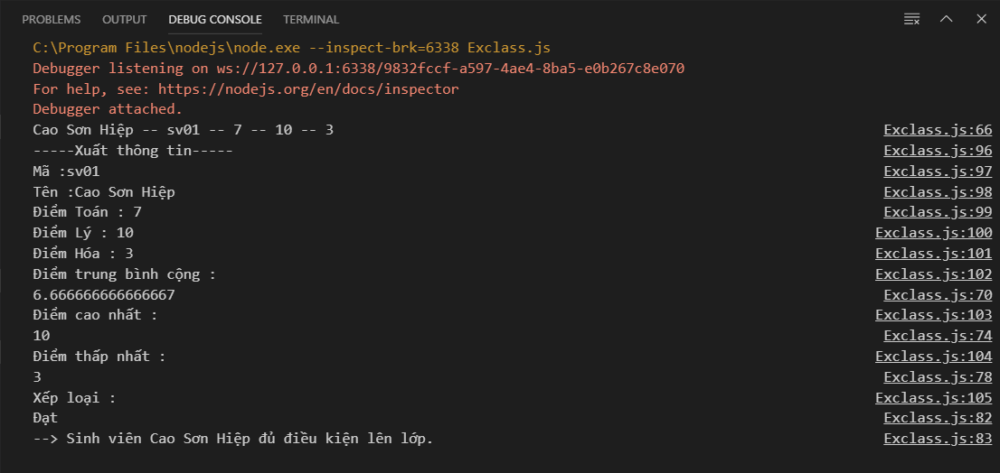 PROBLEMS OUTPUT DEBUG CONSOLE TERMINAL
C:\Program Files\nodejs\node.exe --inspect-brk=6338 Exclass.js
Debugger listening on ws://127.0.0.1:6338/9832fccf-a597-4ae4-8ba5-e0b267c8e070
For help, see: https://nodejs.org/en/docs/inspector
Debugger attached.
Cao Sơn Hiệp -- sv01 -- 7 -- 10 -- 3 Exclass.js:66
-----Xuất thông tin----- Exclass.js:96
Mã :sv01 Exclass.js:97
Tên :Cao Sơn Hiệp Exclass.js:98
Điểm Toán : 7 Exclass.js:99
Điểm Lý : 10 Exclass.js:100
Điểm Hóa : 3 Exclass.js:101
Điểm trung bình cộng : Exclass.js:102
6.666666666666667 Exclass.js:70
Điểm cao nhất : Exclass.js:103
10 Exclass.js:74
Điểm thấp nhất : Exclass.js:104
3 Exclass.js:78
Xếp loại : Exclass.js:105
Đạt Exclass.js:82
--> Sinh viên Cao Sơn Hiệp đủ điều kiện lên lớp. Exclass.js:83